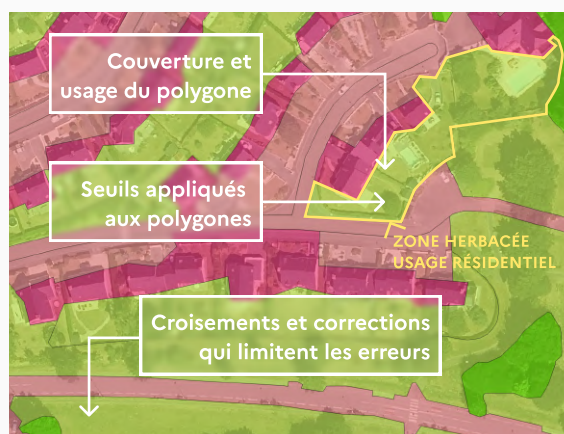 Couverture et
usage du polygone
Seuils appliqués
aux polygones
ZONE HERBACÉE
USAGE RÉSIDENTIEL
Croisements et corrections
qui limitent les erreurs